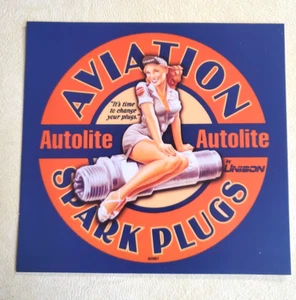 AVIATION
"It's time
to change
your plugs."
Autolite Autolite
by UNISON
SPARK PLUGS